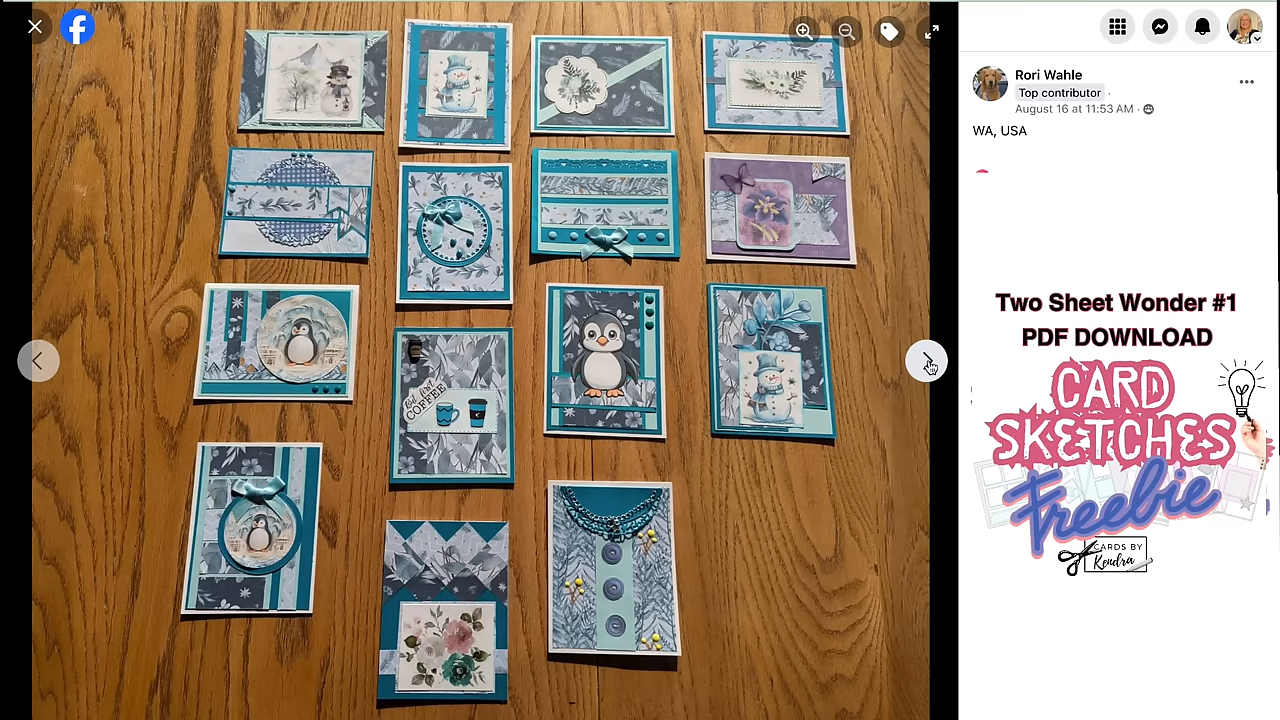 Rori Wahle
Top contributor ·
August 16 at 11:53 AM ·
WA, USA
Two Sheet Wonder #1
PDF DOWNLOAD
CARD
SKETCHES
Freebie
CARDS BY
Kendra
But first
COFFEE